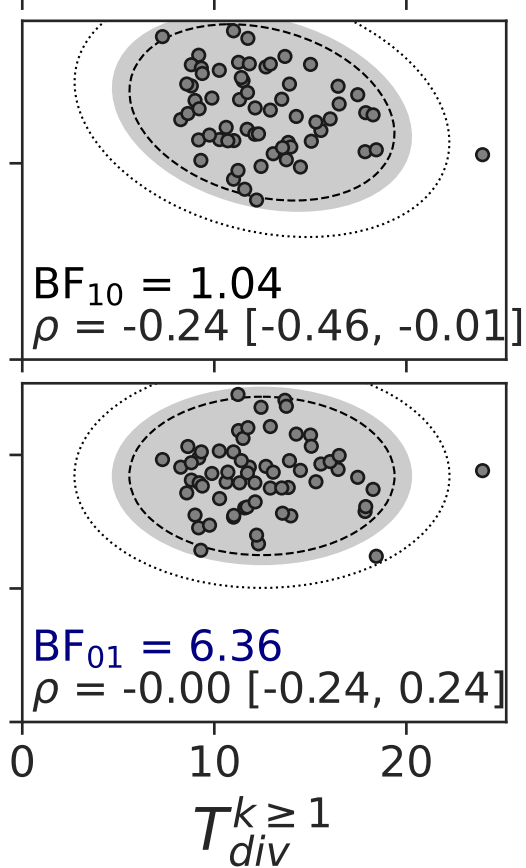 BF₁₀ = 1.04
ρ = -0.24 [-0.46, -0.01]
BF₀₁ = 6.36
ρ = -0.00 [-0.24, 0.24]
0 10 20
T_{div}^{k ≥ 1}